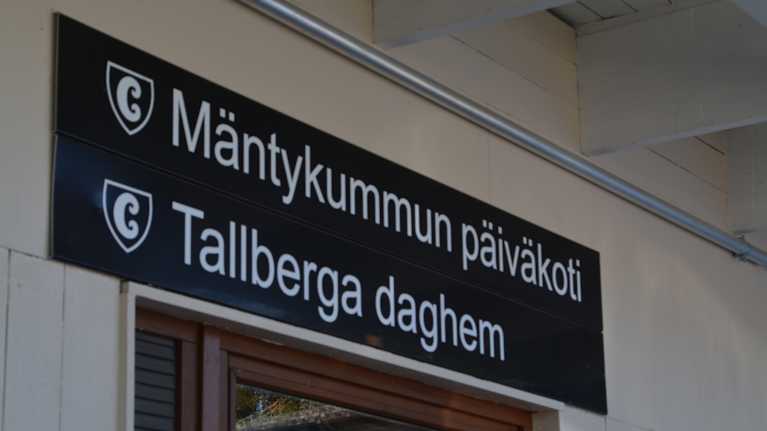 Mäntykummun päiväkoti
Tallberga daghem